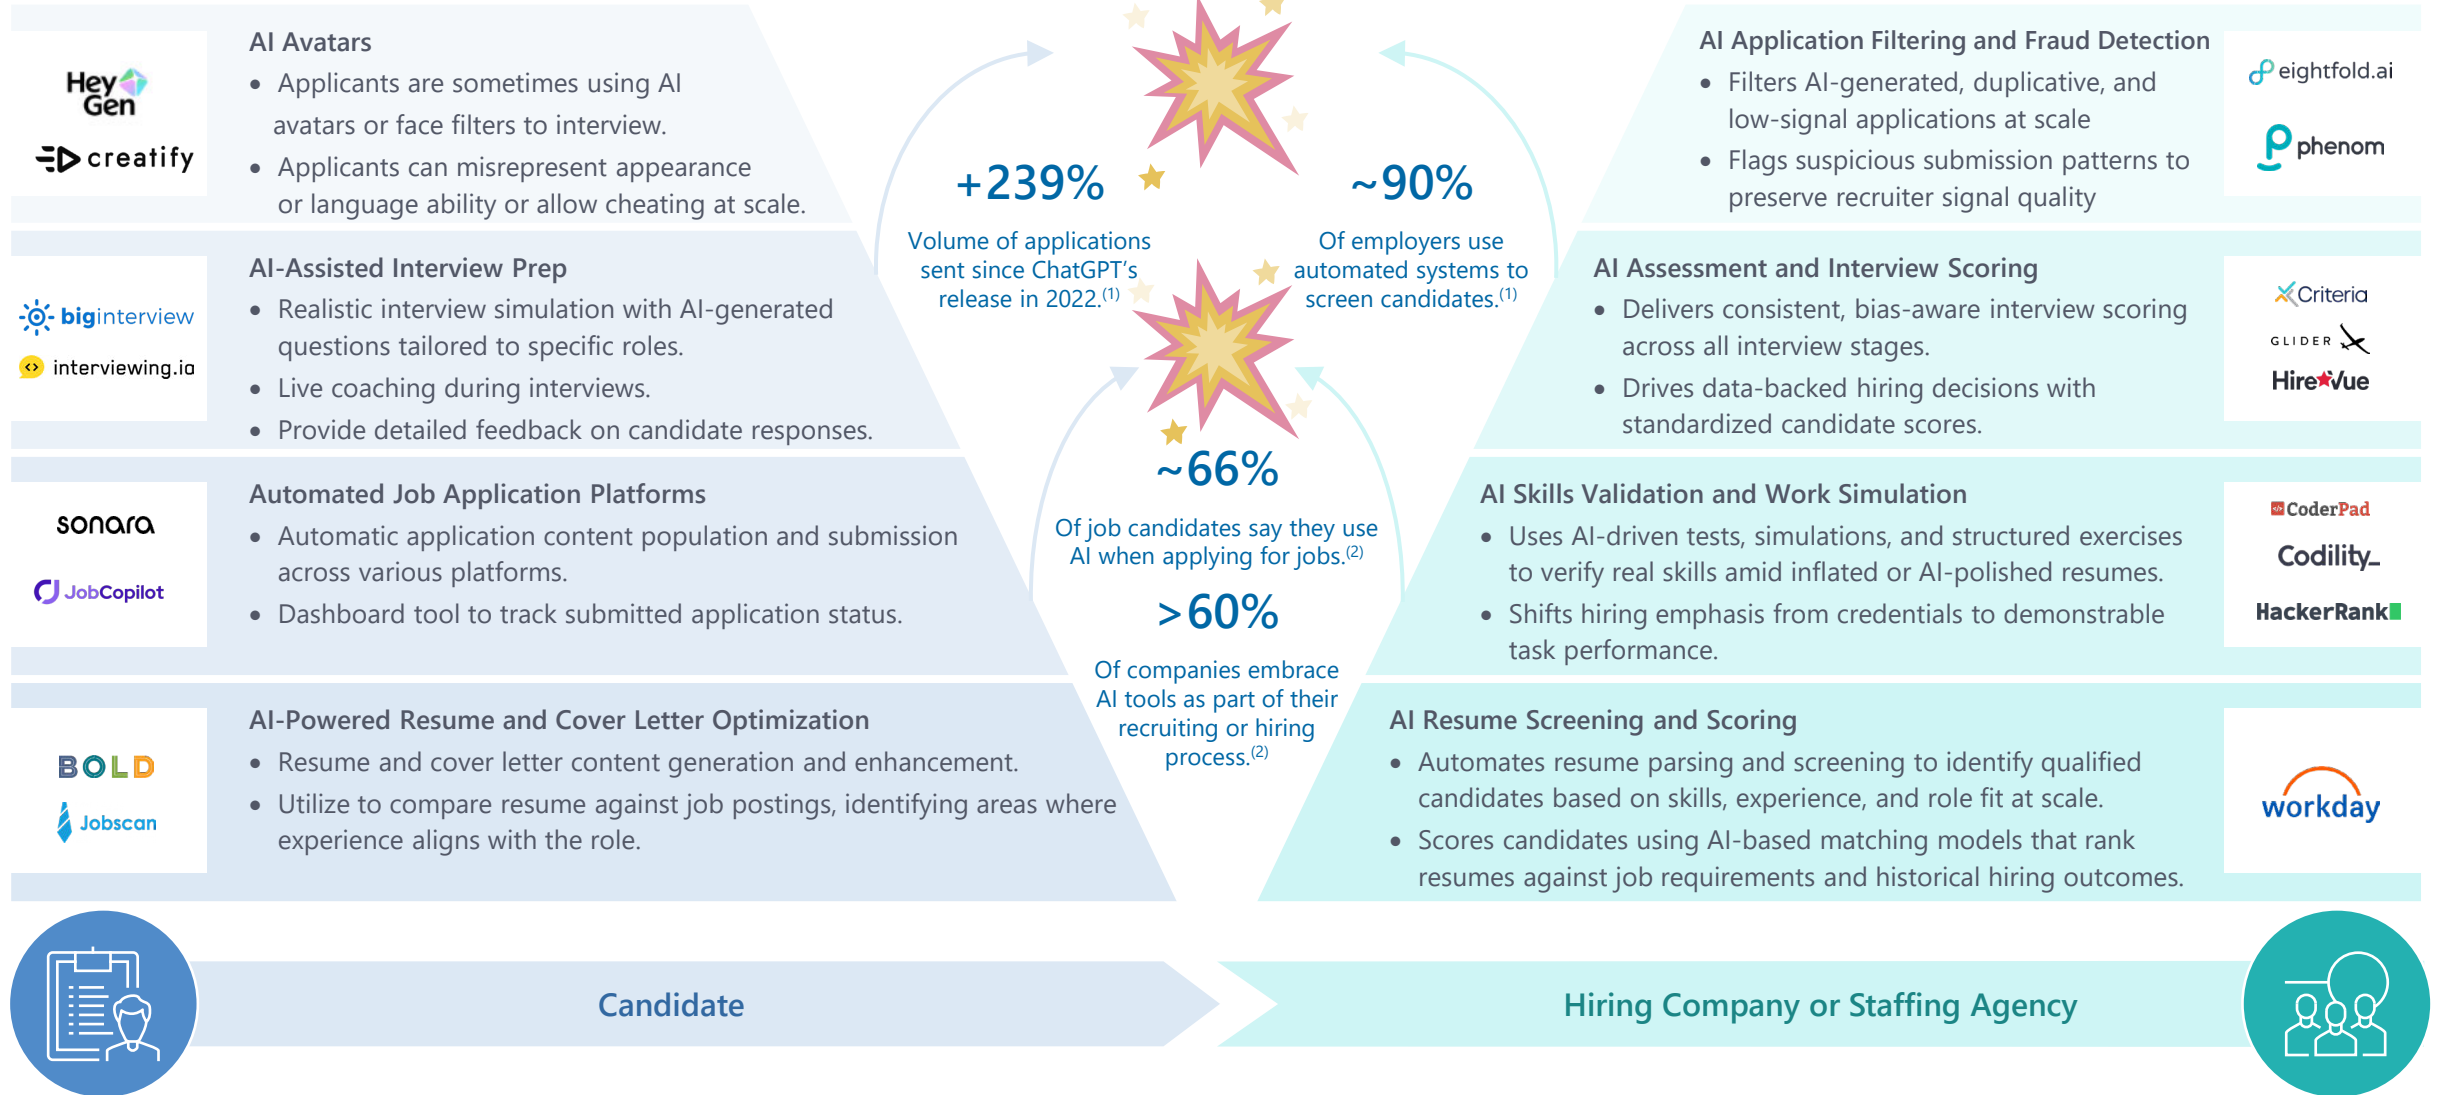 Hey
Gen
creatify
AI Avatars
• Applicants are sometimes using AI
avatars or face filters to interview.
• Applicants can misrepresent appearance
or language ability or allow cheating at scale.
biginterview
interviewing.io
AI-Assisted Interview Prep
• Realistic interview simulation with AI-generated
questions tailored to specific roles.
• Live coaching during interviews.
• Provide detailed feedback on candidate responses.
sonara
JobCopilot
Automated Job Application Platforms
• Automatic application content population and submission
across various platforms.
• Dashboard tool to track submitted application status.
BOLD
Jobscan
AI-Powered Resume and Cover Letter Optimization
• Resume and cover letter content generation and enhancement.
• Utilize to compare resume against job postings, identifying areas where
experience aligns with the role.
+239%
Volume of applications
sent since ChatGPT’s
release in 2022.(1)
~90%
Of employers use
automated systems to
screen candidates.(1)
~66%
Of job candidates say they use
AI when applying for jobs.(2)
>60%
Of companies embrace
AI tools as part of their
recruiting or hiring
process.(2)
AI Application Filtering and Fraud Detection
• Filters AI-generated, duplicative, and
low-signal applications at scale
• Flags suspicious submission patterns to
preserve recruiter signal quality
eightfold.ai
phenom
AI Assessment and Interview Scoring
• Delivers consistent, bias-aware interview scoring
across all interview stages.
• Drives data-backed hiring decisions with
standardized candidate scores.
Criteria
GLIDER
HireVue
AI Skills Validation and Work Simulation
• Uses AI-driven tests, simulations, and structured exercises
to verify real skills amid inflated or AI-polished resumes.
• Shifts hiring emphasis from credentials to demonstrable
task performance.
</> CoderPad
Codility_
HackerRank
AI Resume Screening and Scoring
• Automates resume parsing and screening to identify qualified
candidates based on skills, experience, and role fit at scale.
• Scores candidates using AI-based matching models that rank
resumes against job requirements and historical hiring outcomes.
workday
Candidate
Hiring Company or Staffing Agency